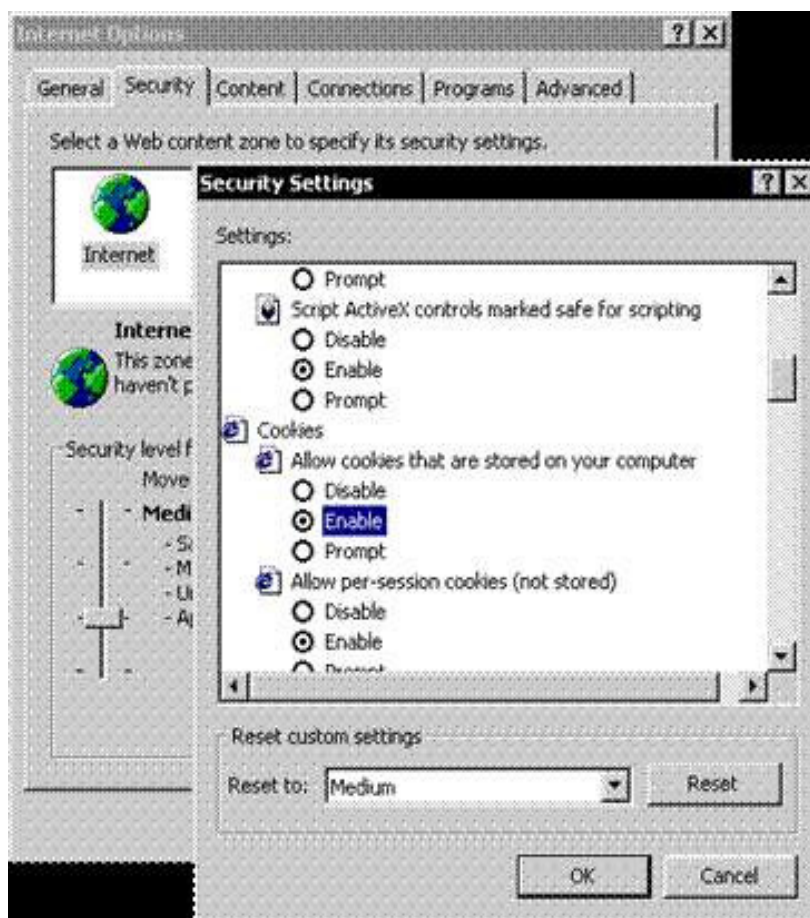 Internet Options
General Security Content Connections Programs Advanced
Select a Web content zone to specify its security settings.
Security Settings
Internet
Settings:
Prompt
Script ActiveX controls marked safe for scripting
Disable
Enable
Prompt
Cookies
Allow cookies that are stored on your computer
Disable
Enable
Prompt
Allow per-session cookies (not stored)
Disable
Enable
Interne
This zone
haven't p
Security level f
Move
Medi
- Sa
- M
- Un
- Ap
Reset custom settings
Reset to: Medium Reset
OK Cancel